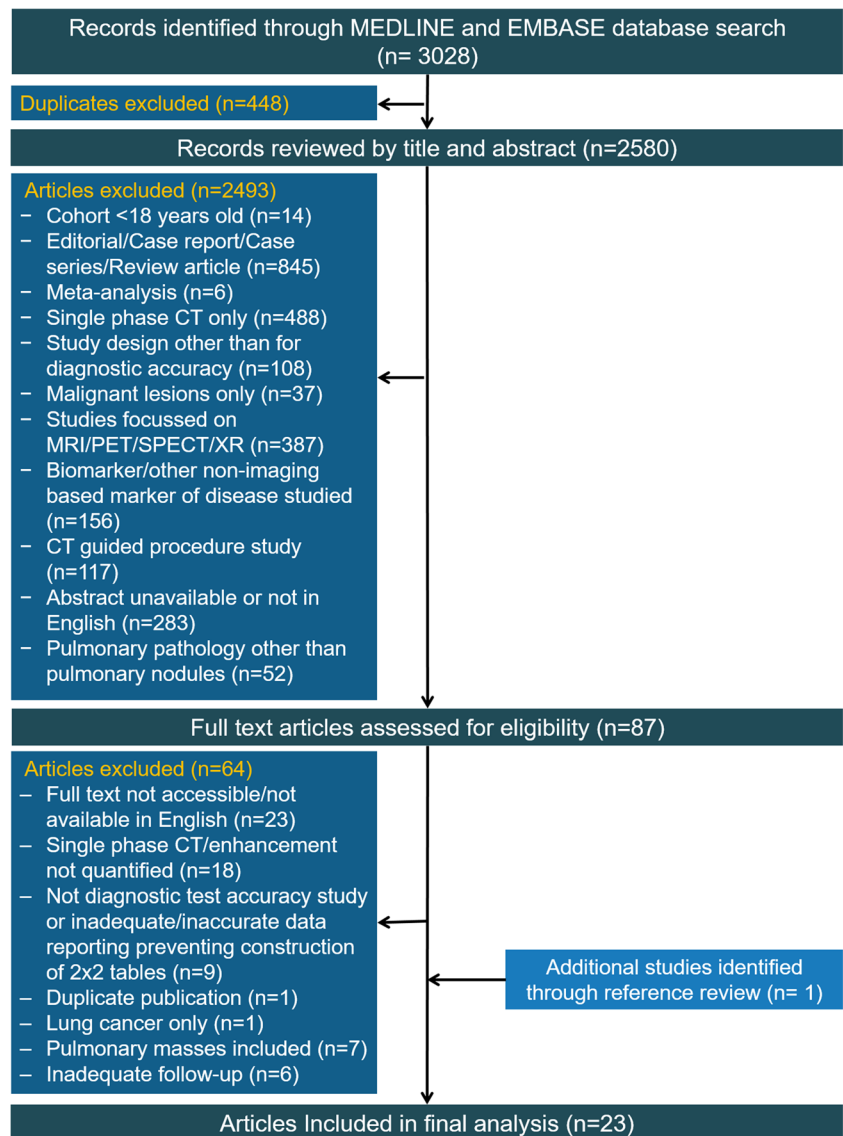 Records identified through MEDLINE and EMBASE database search
(n= 3028)
Duplicates excluded (n=448)
Records reviewed by title and abstract (n=2580)
Articles excluded (n=2493)
− Cohort <18 years old (n=14)
− Editorial/Case report/Case
series/Review article (n=845)
− Meta-analysis (n=6)
− Single phase CT only (n=488)
− Study design other than for
diagnostic accuracy (n=108)
− Malignant lesions only (n=37)
− Studies focussed on
MRI/PET/SPECT/XR (n=387)
− Biomarker/other non-imaging
based marker of disease studied
(n=156)
− CT guided procedure study
(n=117)
− Abstract unavailable or not in
English (n=283)
− Pulmonary pathology other than
pulmonary nodules (n=52)
Full text articles assessed for eligibility (n=87)
Articles excluded (n=64)
– Full text not accessible/not
available in English (n=23)
– Single phase CT/enhancement
not quantified (n=18)
– Not diagnostic test accuracy study
or inadequate/inaccurate data
reporting preventing construction
of 2x2 tables (n=9)
– Duplicate publication (n=1)
– Lung cancer only (n=1)
– Pulmonary masses included (n=7)
– Inadequate follow-up (n=6)
Additional studies identified
through reference review (n= 1)
Articles Included in final analysis (n=23)